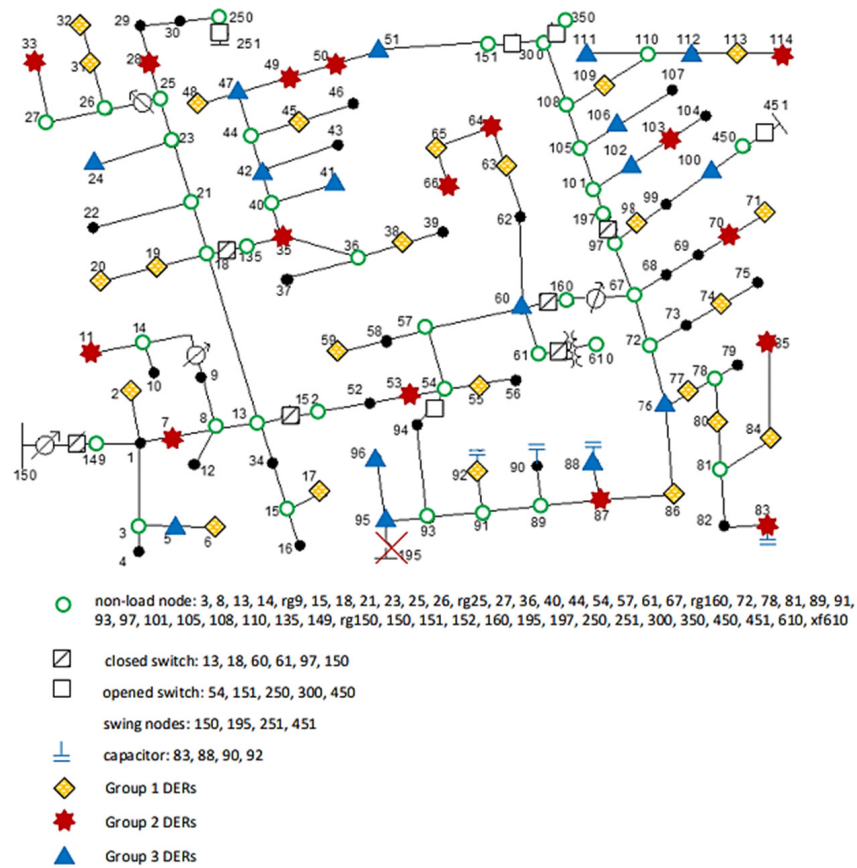 32 29 250 350
30 251
33 28 31 25 48 47 49 50 51 151 300 111 110 112 113 114
27 26 45 46 109 107
23 44 43 64 108 106 104 451
24 42 41 65 63 105 103 450
21 40 66 102 100
22 101 99
19 135 35 38 39 62 197 98 71
20 18 36 97 70
37 69
60 160 67 68 75
11 14 59 58 57 74
10 9 61 610 72 73
2 85
7 8 13 152 52 53 54 55 56 76 77 78 79
150 149 1 12 34 94 80 84
96 92 90 88 81
17 86
3 5 6 15 95 93 91 89 87 82 83
4 16 195
non-load node: 3, 8, 13, 14, rg9, 15, 18, 21, 23, 25, 26, rg25, 27, 36, 40, 44, 54, 57, 61, 67, rg160, 72, 78, 81, 89, 91,
93, 97, 101, 105, 108, 110, 135, 149, rg150, 150, 151, 152, 160, 195, 197, 250, 251, 300, 350, 450, 451, 610, xf610
closed switch: 13, 18, 60, 61, 97, 150
opened switch: 54, 151, 250, 300, 450
swing nodes: 150, 195, 251, 451
capacitor: 83, 88, 90, 92
Group 1 DERs
Group 2 DERs
Group 3 DERs